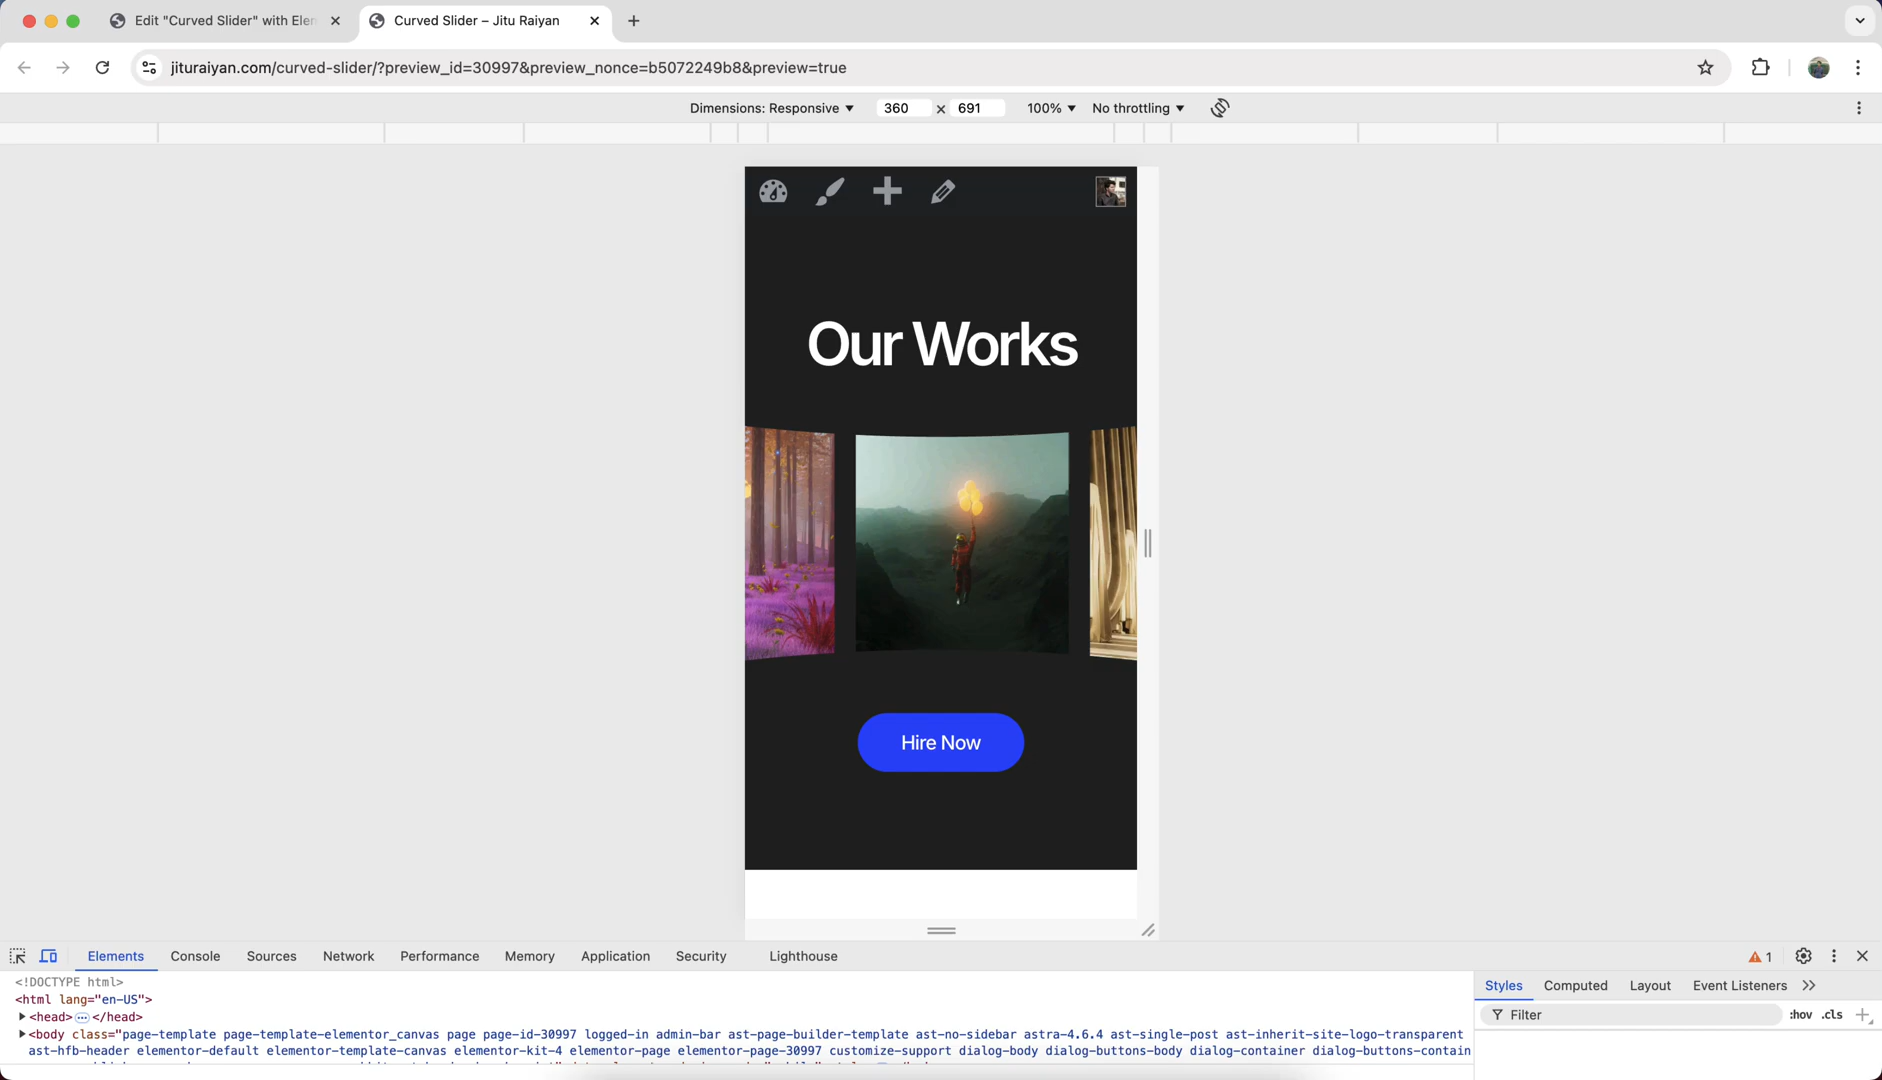 Edit "Curved Slider" with Elen
Curved Slider – Jitu Raiyan
jituraiyan.com/curved-slider/?preview_id=30997&preview_nonce=b5072249b8&preview=true
Dimensions: Responsive 360 × 691 100% No throttling
Our Works
Hire Now
Elements Console Sources Network Performance Memory Application Security Lighthouse 1
<!DOCTYPE html>
<html lang="en-US">
<head> … </head>
<body class="page-template page-template-elementor_canvas page page-id-30997 logged-in admin-bar ast-page-builder-template ast-no-sidebar astra-4.6.4 ast-single-post ast-inherit-site-logo-transparent
ast-hfb-header elementor-default elementor-template-canvas elementor-kit-4 elementor-page elementor-page-30997 customize-support dialog-body dialog-buttons-body dialog-container dialog-buttons-contain
Styles Computed Layout Event Listeners
Filter :hov .cls